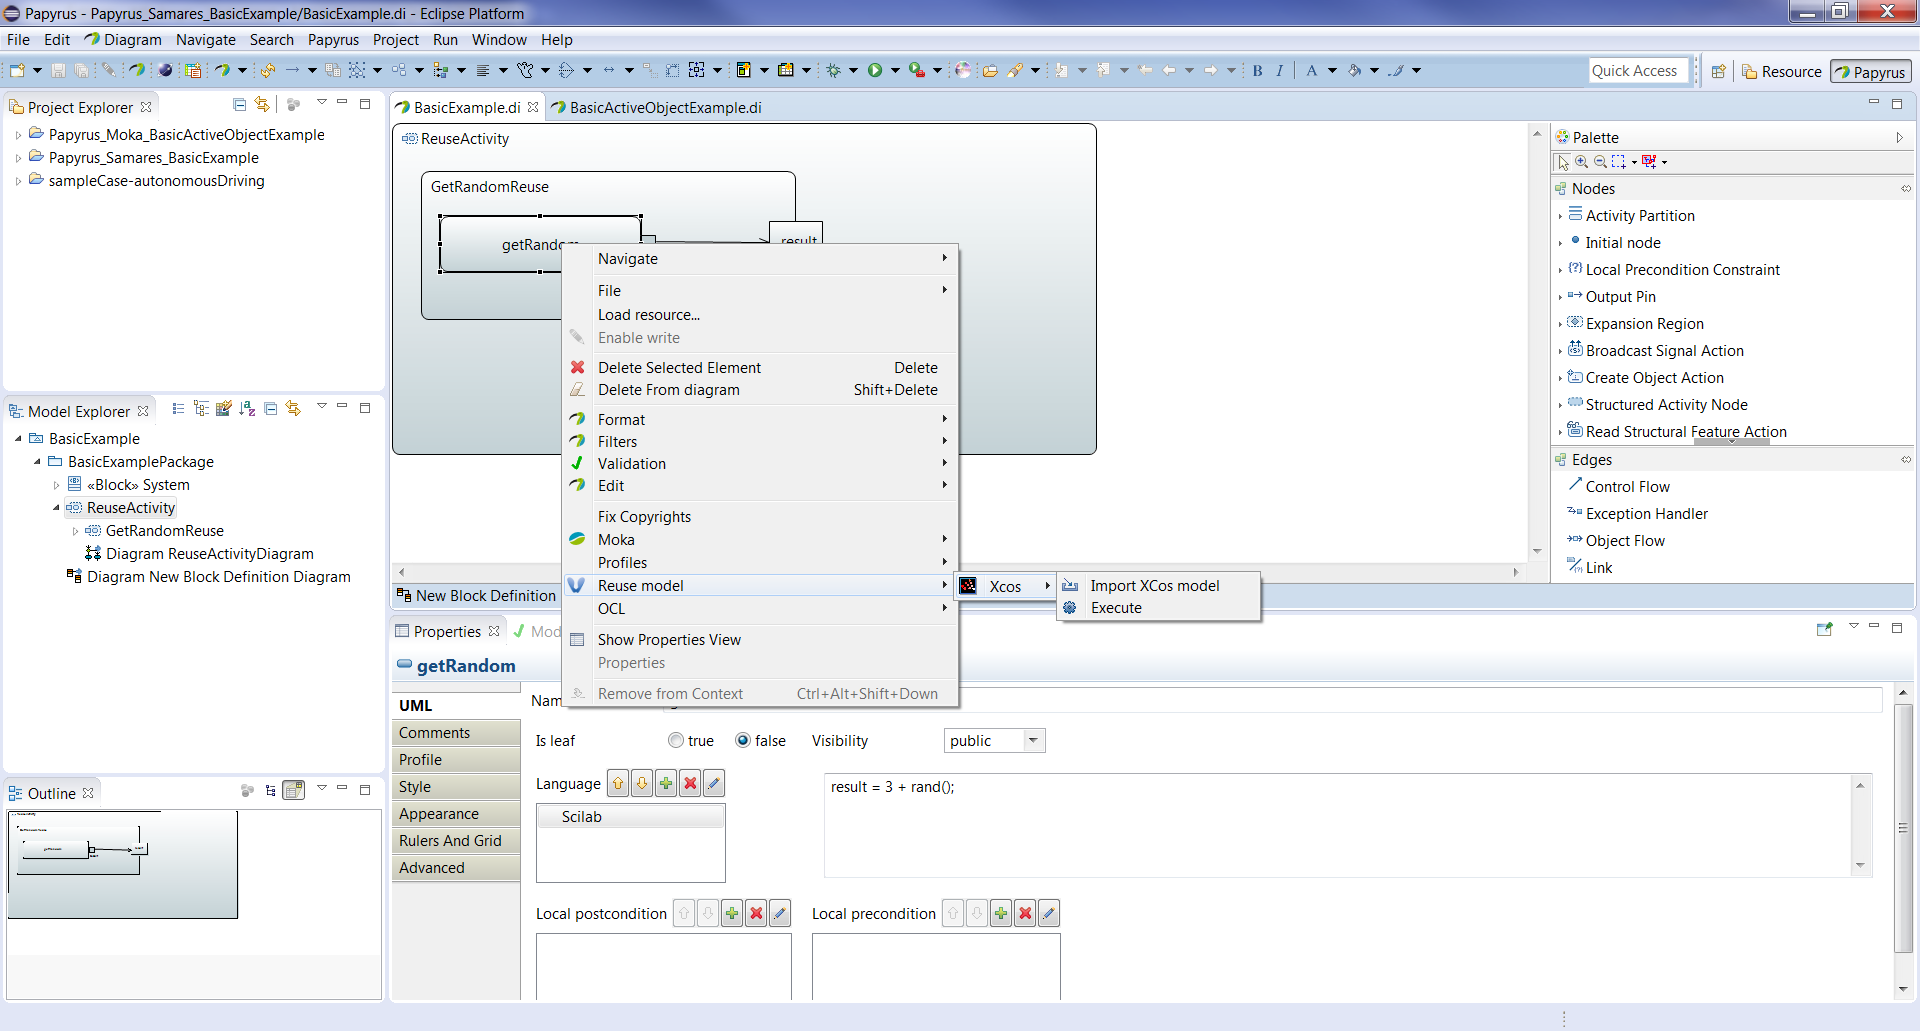 Papyrus - Papyrus_Samares_BasicExample/BasicExample.di - Eclipse Platform
File Edit Diagram Navigate Search Papyrus Project Run Window Help
B I A Quick Access Resource Papyrus
Project Explorer
Papyrus_Moka_BasicActiveObjectExample
Papyrus_Samares_BasicExample
sampleCase-autonomousDriving
Model Explorer
BasicExample
BasicExamplePackage
«Block» System
ReuseActivity
GetRandomReuse
Diagram ReuseActivityDiagram
Diagram New Block Definition Diagram
Outline
BasicExample.di BasicActiveObjectExample.di
ReuseActivity
GetRandomReuse
getRandom
result
Navigate
File
Load resource...
Enable write
Delete Selected Element Delete
Delete From diagram Shift+Delete
Format
Filters
Validation
Edit
Fix Copyrights
Moka
Profiles
Reuse model
OCL
Show Properties View
Properties
Remove from Context Ctrl+Alt+Shift+Down
Xcos
Import XCos model
Execute
New Block Definition
Palette
Nodes
Activity Partition
Initial node
Local Precondition Constraint
Output Pin
Expansion Region
Broadcast Signal Action
Create Object Action
Structured Activity Node
Read Structural Feature Action
Edges
Control Flow
Exception Handler
Object Flow
Link
Properties Mod
getRandom
UML
Comments
Profile
Style
Appearance
Rulers And Grid
Advanced
Nam
Is leaf true false Visibility public
Language
Scilab
result = 3 + rand();
Local postcondition Local precondition